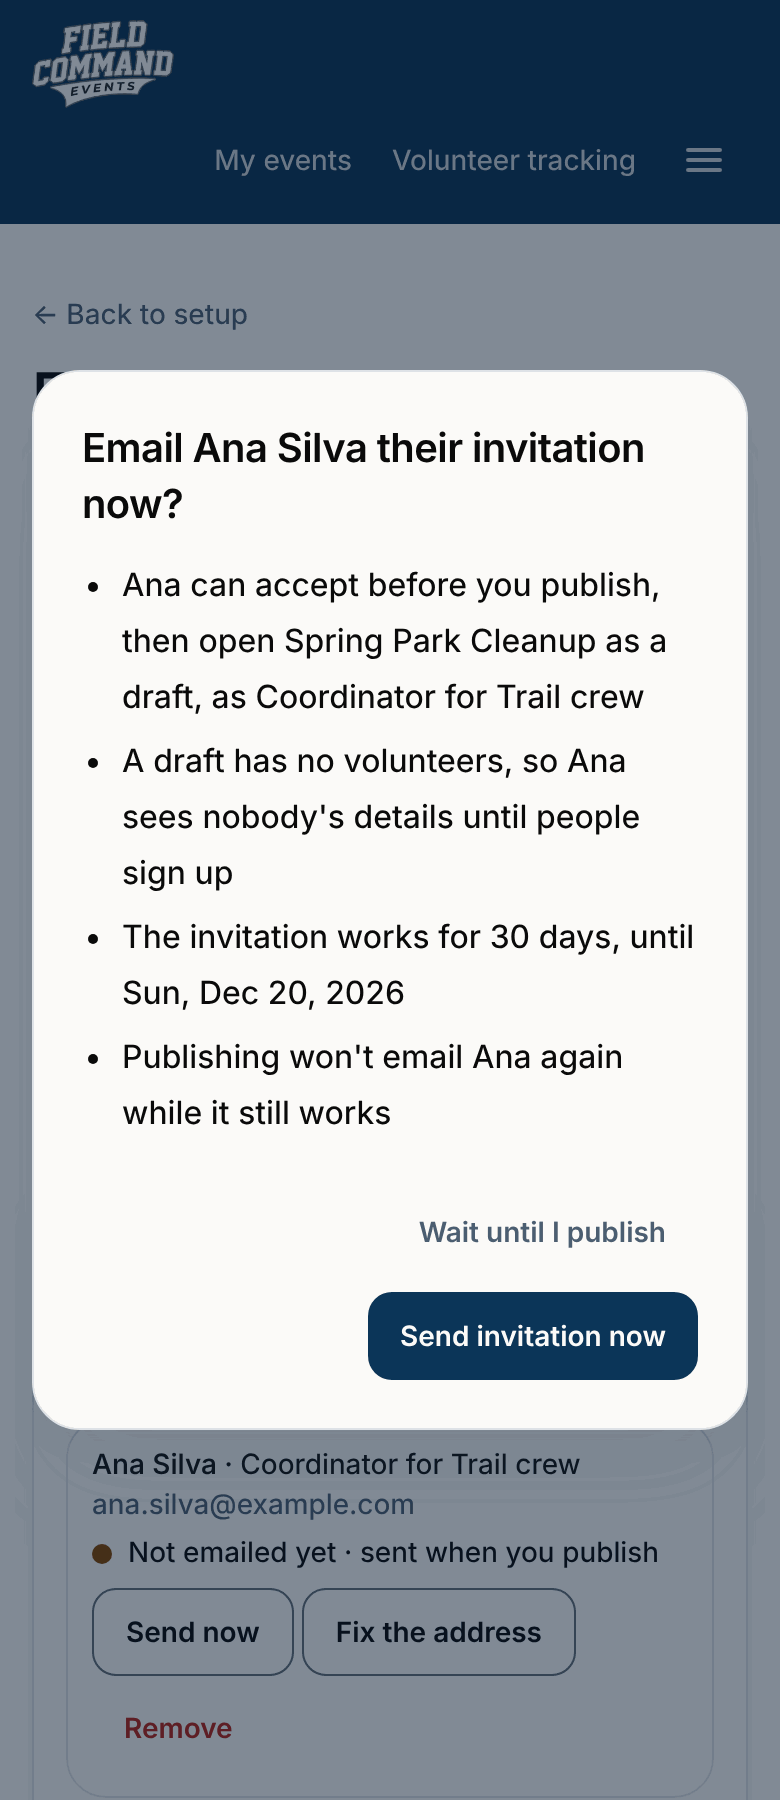 FIELD
COMMAND
EVENTS
My events Volunteer tracking
← Back to setup
Email Ana Silva their invitation
now?
• Ana can accept before you publish,
then open Spring Park Cleanup as a
draft, as Coordinator for Trail crew
• A draft has no volunteers, so Ana
sees nobody's details until people
sign up
• The invitation works for 30 days, until
Sun, Dec 20, 2026
• Publishing won't email Ana again
while it still works
Wait until I publish
Send invitation now
Ana Silva · Coordinator for Trail crew
ana.silva@example.com
Not emailed yet · sent when you publish
Send now Fix the address
Remove